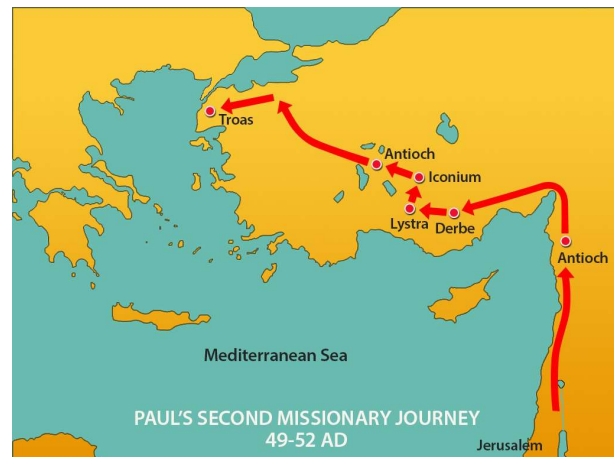 Troas
Antioch
Iconium
Lystra
Derbe
Antioch
Mediterranean Sea
PAUL'S SECOND MISSIONARY JOURNEY
49-52 AD
Jerusalem